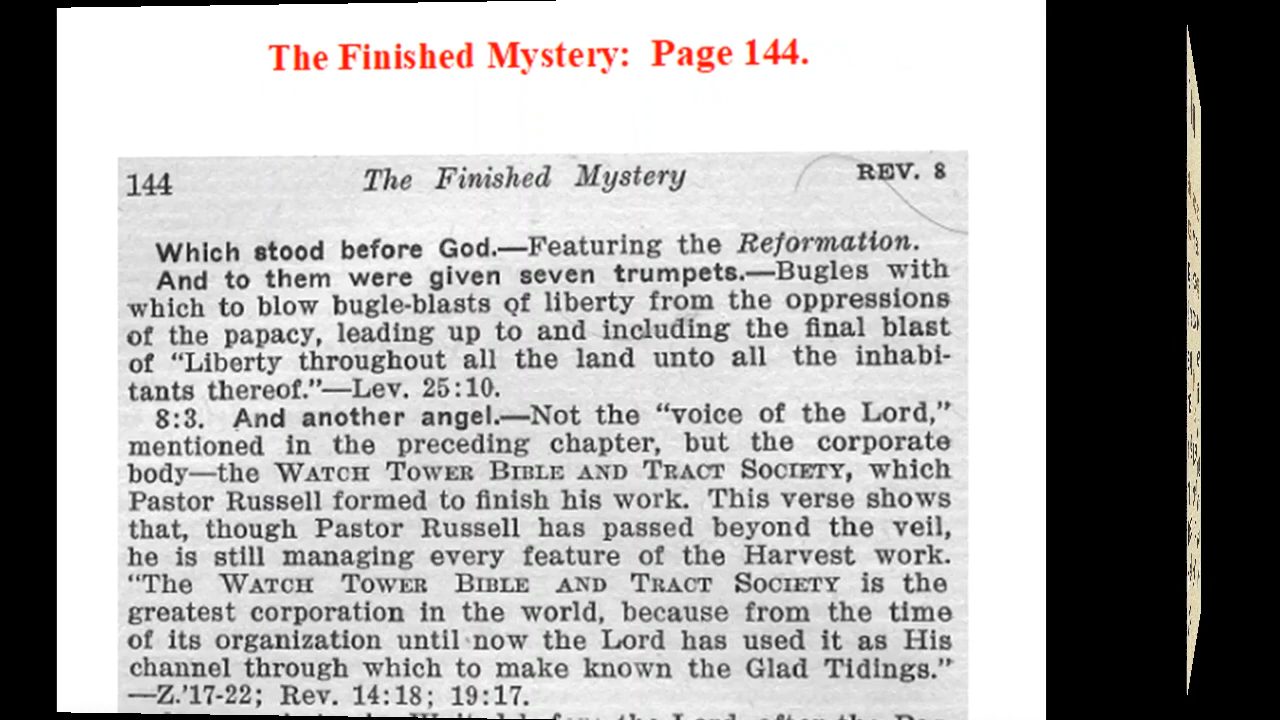 The Finished Mystery: Page 144.
144 The Finished Mystery REV. 8
Which stood before God.—Featuring the Reformation.
And to them were given seven trumpets.—Bugles with
which to blow bugle-blasts of liberty from the oppressions
of the papacy, leading up to and including the final blast
of “Liberty throughout all the land unto all the inhabi-
tants thereof.”—Lev. 25:10.
8:3. And another angel.—Not the “voice of the Lord,”
mentioned in the preceding chapter, but the corporate
body—the WATCH TOWER BIBLE AND TRACT SOCIETY, which
Pastor Russell formed to finish his work. This verse shows
that, though Pastor Russell has passed beyond the veil,
he is still managing every feature of the Harvest work.
“The WATCH TOWER BIBLE AND TRACT SOCIETY is the
greatest corporation in the world, because from the time
of its organization until now the Lord has used it as His
channel through which to make known the Glad Tidings.”
—Z.'17-22; Rev. 14:18; 19:17.